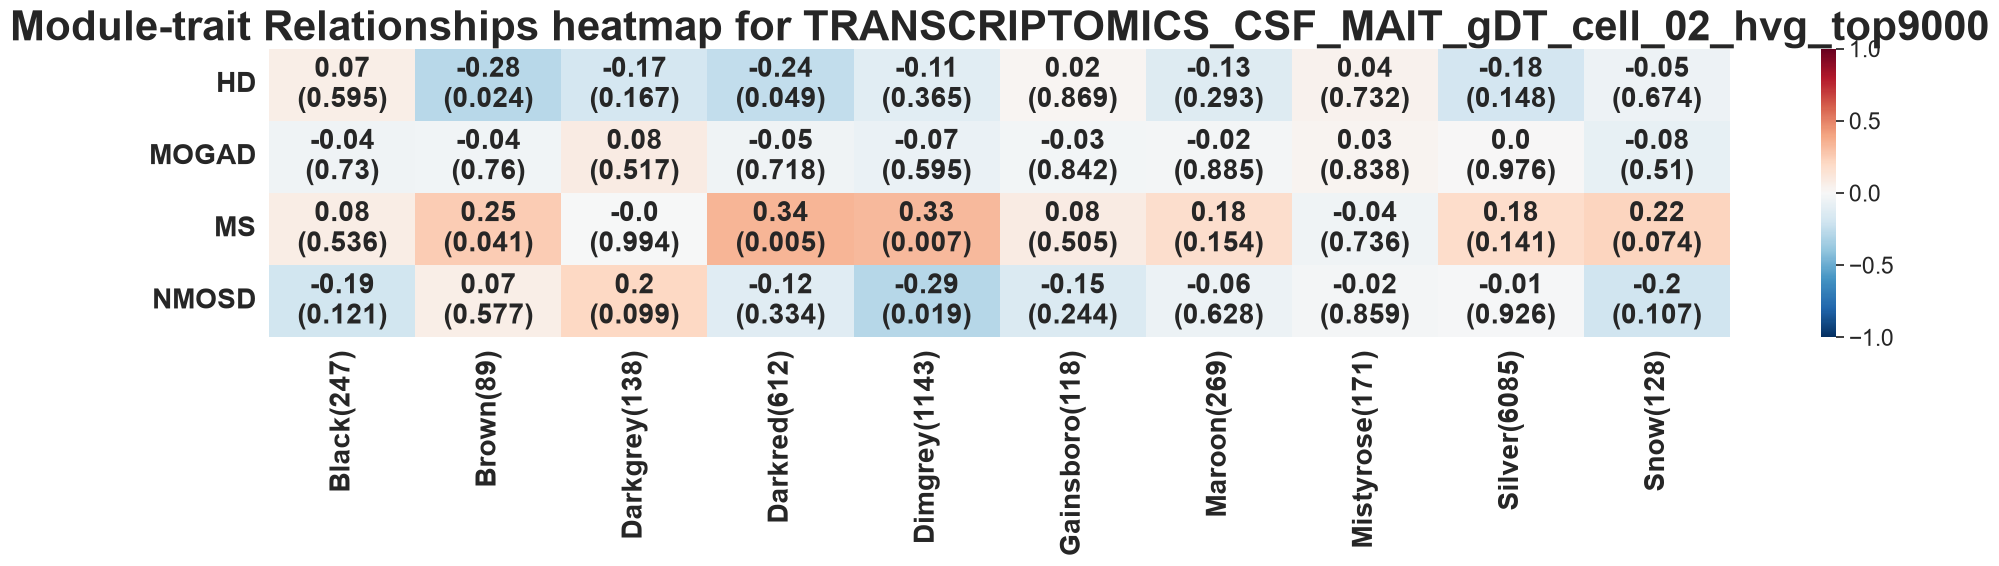 Module-trait Relationships heatmap for TRANSCRIPTOMICS_CSF_MAIT_gDT_cell_02_hvg_top9000
HD
0.07 -0.28 -0.17 -0.24 -0.11 0.02 -0.13 0.04 -0.18 -0.05
(0.595) (0.024) (0.167) (0.049) (0.365) (0.869) (0.293) (0.732) (0.148) (0.674)
MOGAD
-0.04 -0.04 0.08 -0.05 -0.07 -0.03 -0.02 0.03 0.0 -0.08
(0.73) (0.76) (0.517) (0.718) (0.595) (0.842) (0.885) (0.838) (0.976) (0.51)
MS
0.08 0.25 -0.0 0.34 0.33 0.08 0.18 -0.04 0.18 0.22
(0.536) (0.041) (0.994) (0.005) (0.007) (0.505) (0.154) (0.736) (0.141) (0.074)
NMOSD
-0.19 0.07 0.2 -0.12 -0.29 -0.15 -0.06 -0.02 -0.01 -0.2
(0.121) (0.577) (0.099) (0.334) (0.019) (0.244) (0.628) (0.859) (0.926) (0.107)
Black(247)
Brown(89)
Darkgrey(138)
Darkred(612)
Dimgrey(1143)
Gainsboro(118)
Maroon(269)
Mistyrose(171)
Silver(6085)
Snow(128)
1.0
0.5
0.0
−0.5
−1.0